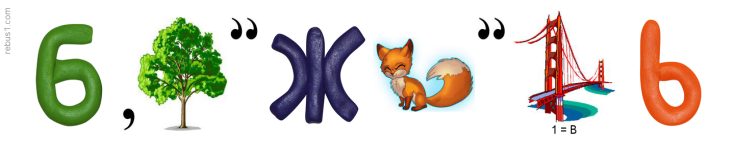 Б , ,, Ж ,, Ь
1 = В
rebus1.com